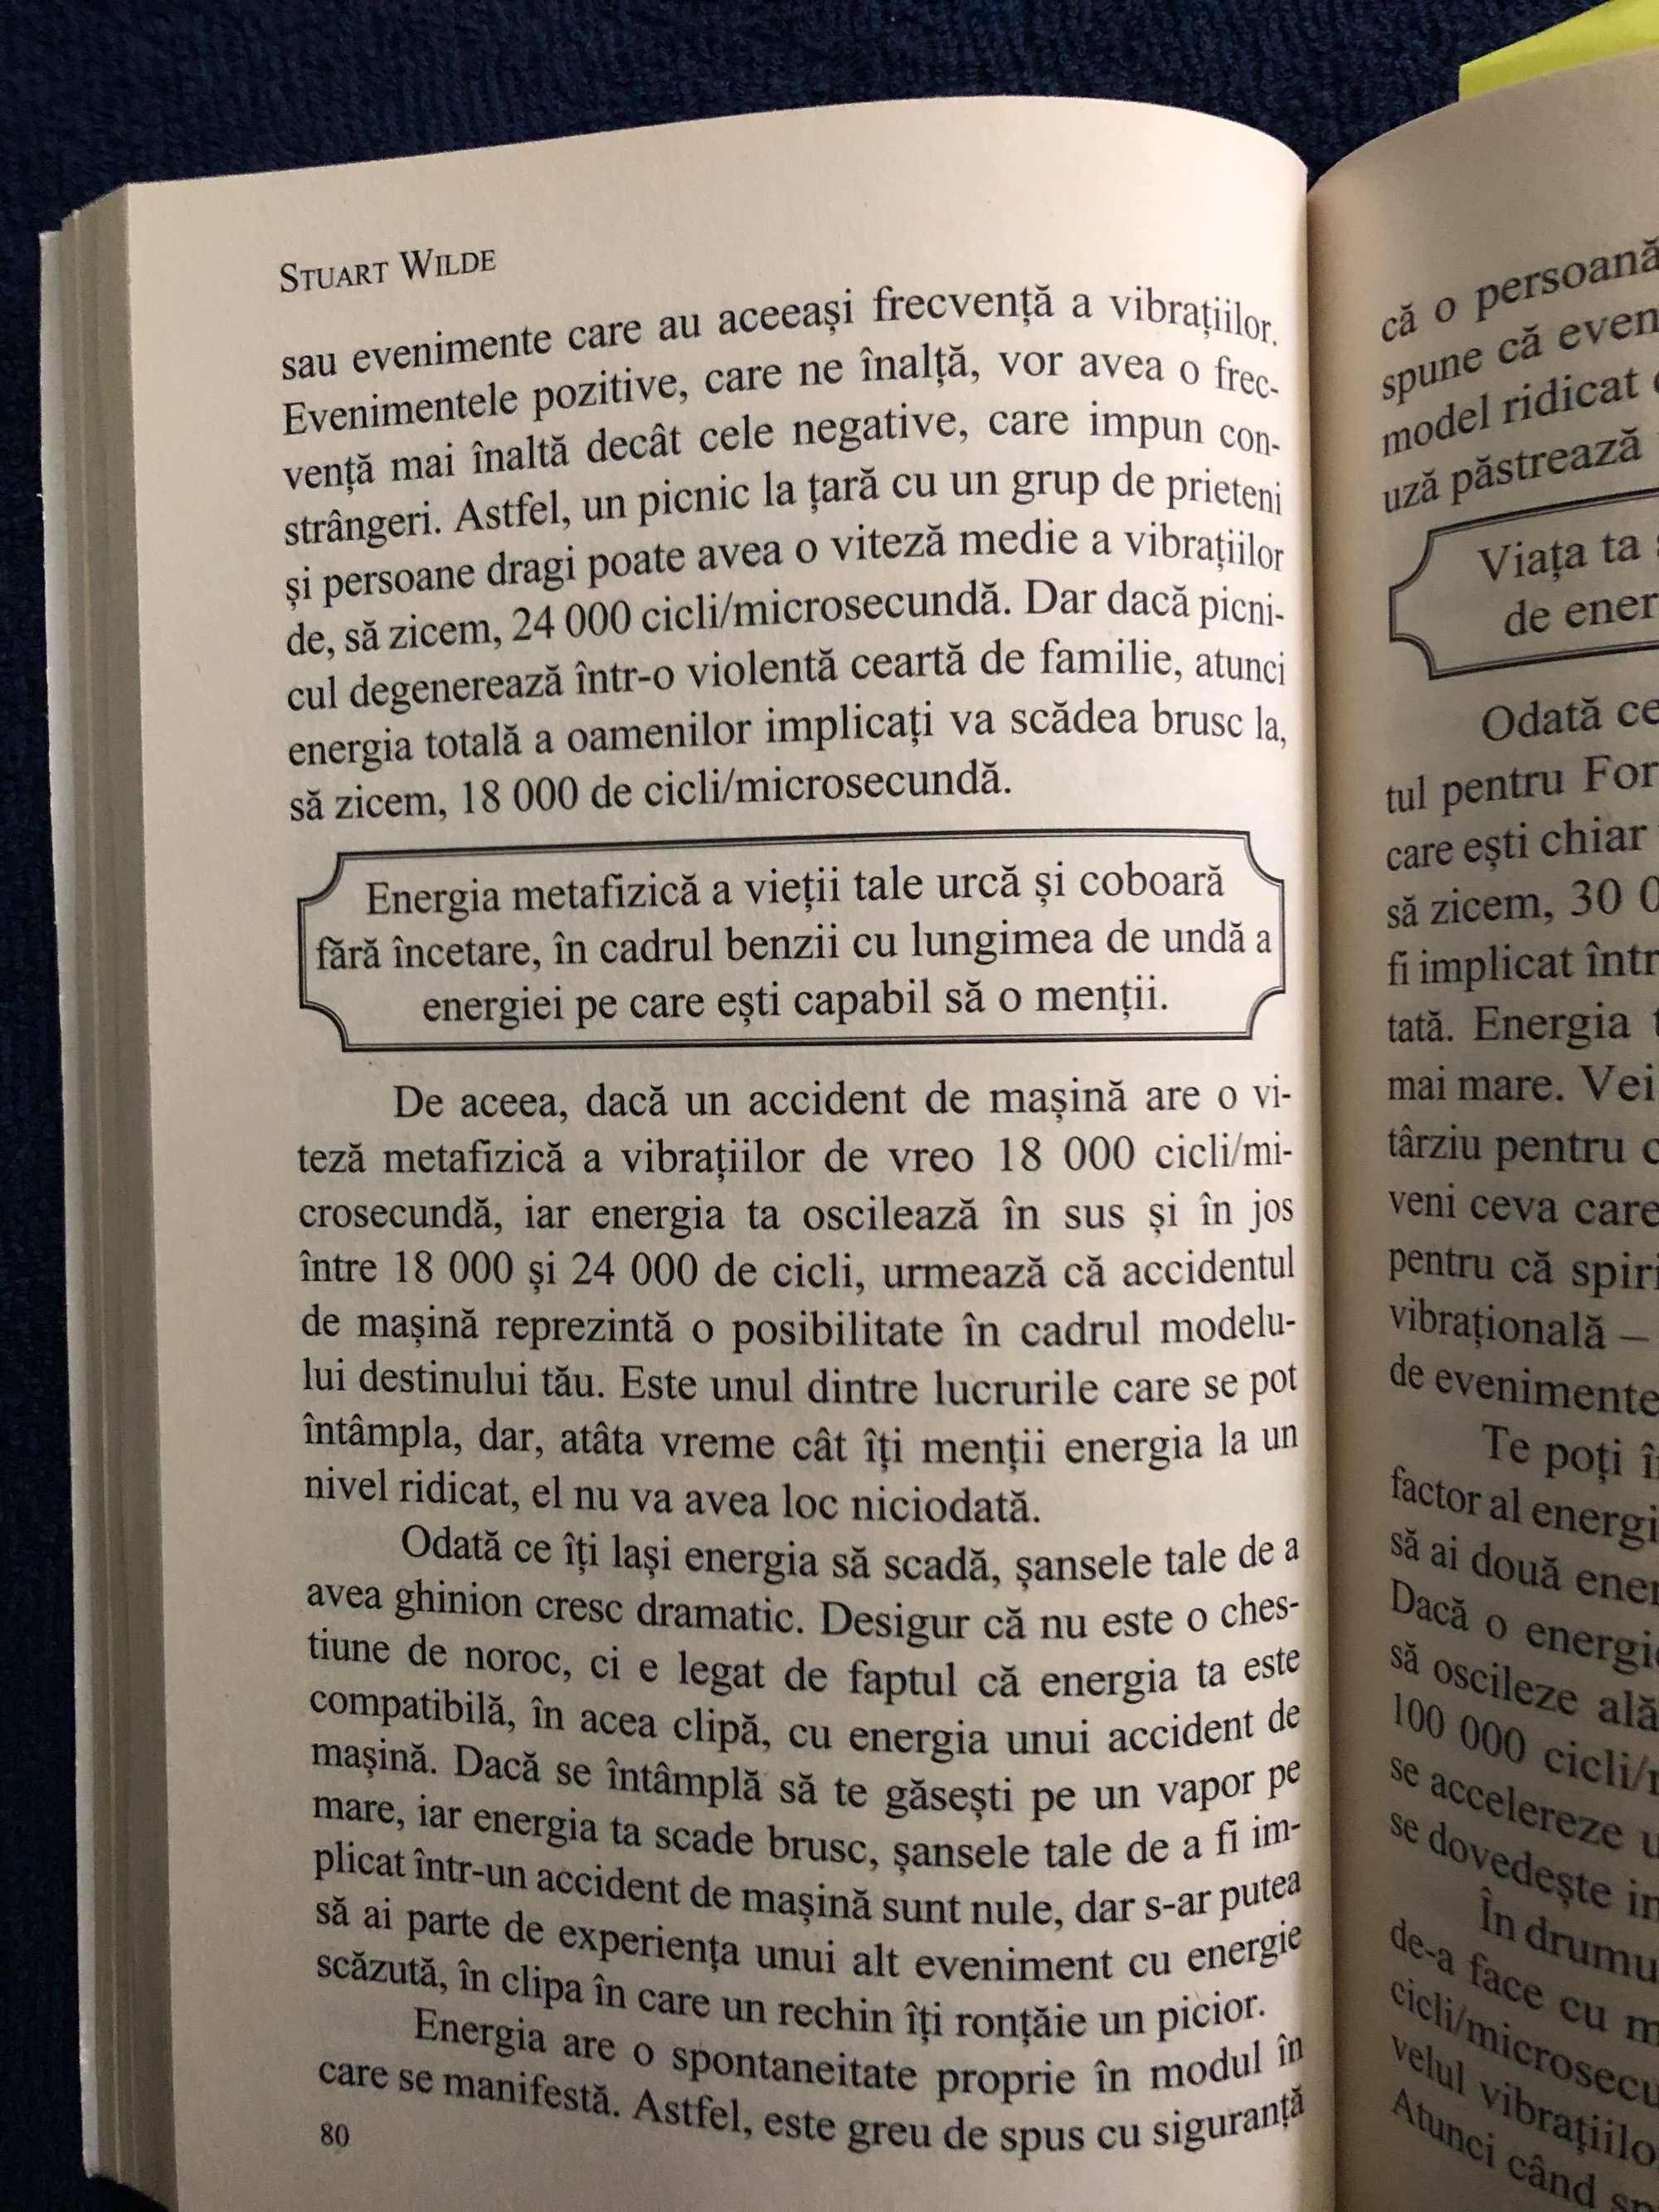 STUART WILDE
sau evenimente care au aceeași frecvență a vibrațiilor.
Evenimentele pozitive, care ne înalță, vor avea o frec-
vență mai înaltă decât cele negative, care impun con-
strângeri. Astfel, un picnic la țară cu un grup de prieteni
și persoane dragi poate avea o viteză medie a vibrațiilor
de, să zicem, 24 000 cicli/microsecundă. Dar dacă picni-
cul degenerează într-o violentă ceartă de familie, atunci
energia totală a oamenilor implicați va scădea brusc la,
să zicem, 18 000 de cicli/microsecundă.
Energia metafizică a vieții tale urcă și coboară
fără încetare, în cadrul benzii cu lungimea de undă a
energiei pe care ești capabil să o menții.
De aceea, dacă un accident de mașină are o vi-
teză metafizică a vibrațiilor de vreo 18 000 cicli/mi-
crosecundă, iar energia ta oscilează în sus și în jos
între 18 000 și 24 000 de cicli, urmează că accidentul
de mașină reprezintă o posibilitate în cadrul modelu-
lui destinului tău. Este unul dintre lucrurile care se pot
întâmpla, dar, atâta vreme cât îți menții energia la un
nivel ridicat, el nu va avea loc niciodată.
Odată ce îți lași energia să scadă, șansele tale de a
avea ghinion cresc dramatic. Desigur că nu este o ches-
tiune de noroc, ci e legat de faptul că energia ta este
compatibilă, în acea clipă, cu energia unui accident de
mașină. Dacă se întâmplă să te găsești pe un vapor pe
mare, iar energia ta scade brusc, șansele tale de a fi im-
plicat într-un accident de mașină sunt nule, dar s-ar putea
să ai parte de experiența unui alt eveniment cu energie
scăzută, în clipa în care un rechin îți ronțăie un picior.
Energia are o spontaneitate proprie în modul în
care se manifestă. Astfel, este greu de spus cu siguranță
80
că o persoană
spune că even
model ridicat
uză păstrează
Viața ta
de ener
Odată ce
tul pentru For
care ești chiar
să zicem, 30 0
fi implicat într
tată. Energia
mai mare. Vei
târziu pentru c
veni ceva care
pentru că spiri
vibrațională –
de evenimente
Te poți î
factor al energi
să ai două ener
Dacă o energi
să oscileze ală
100 000 cicli/
se accelereze
se dovedește in
În drumu
de-a face cu m
cicli/microsecu
velul vibrațiilo
Atunci când sp